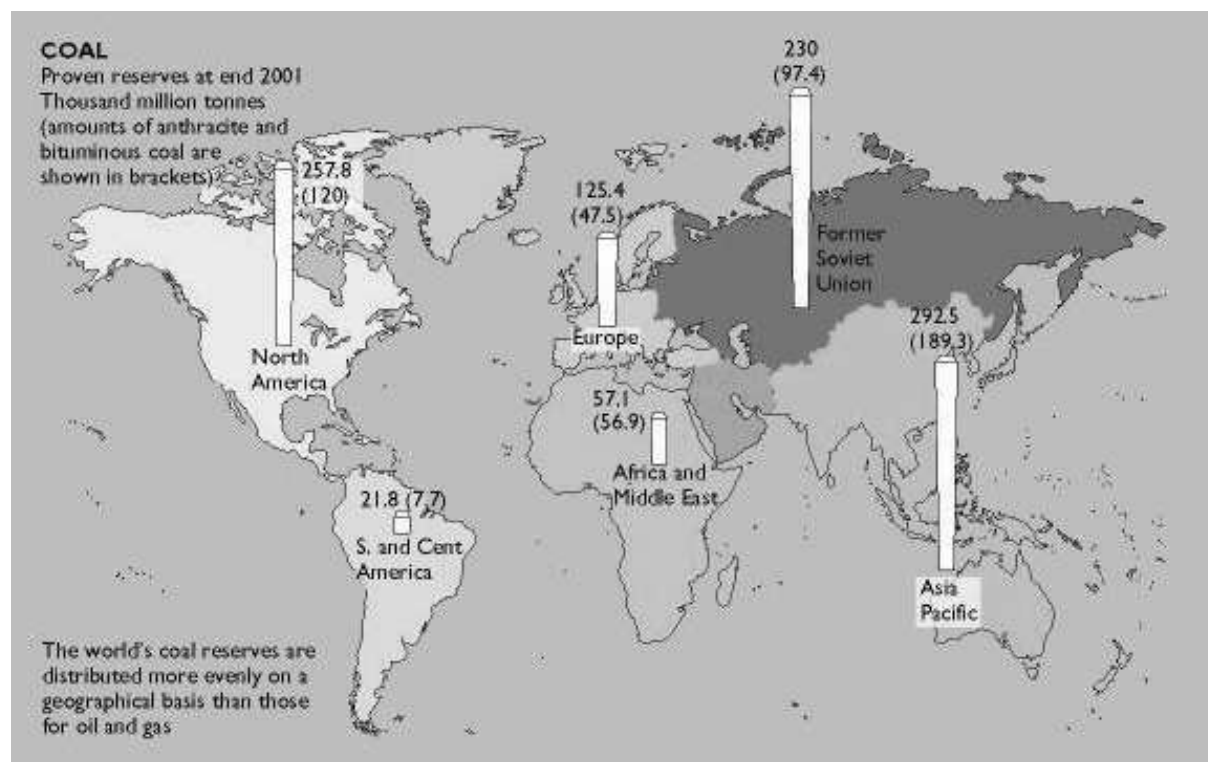 COAL
Proven reserves at end 2001
Thousand million tonnes
(amounts of anthracite and
bituminous coal are
shown in brackets)
257.8
(120)
North
America
125.4
(47.5)
Europe
230
(97.4)
Former
Soviet
Union
292.5
(189.3)
Asia
Pacific
57.1
(56.9)
Africa and
Middle East
21.8 (7.7)
S. and Cent
America
The world's coal reserves are
distributed more evenly on a
geographical basis than those
for oil and gas